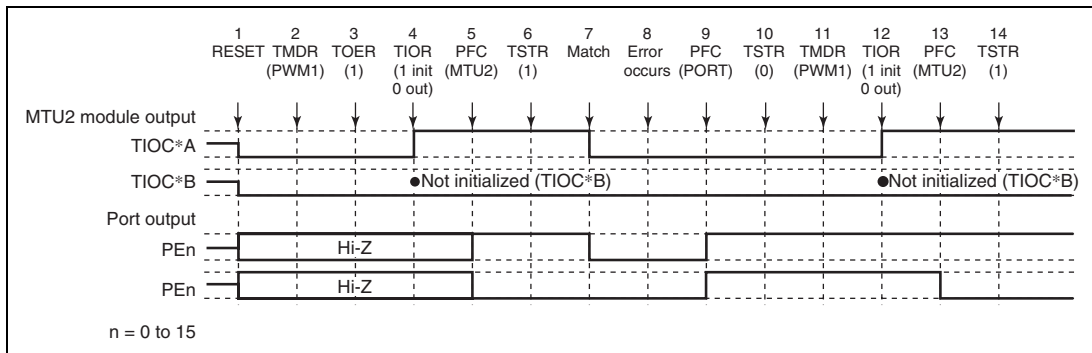 1 2 3 4 5 6 7 8 9 10 11 12 13 14
RESET TMDR TOER TIOR PFC TSTR Match Error PFC TSTR TMDR TIOR PFC TSTR
(PWM1) (1) (1 init (MTU2) (1) occurs (PORT) (0) (PWM1) (1 init (MTU2) (1)
0 out) 0 out)
MTU2 module output
TIOC*A
TIOC*B ●Not initialized (TIOC*B) ●Not initialized (TIOC*B)
Port output
PEn Hi-Z
PEn Hi-Z
n = 0 to 15